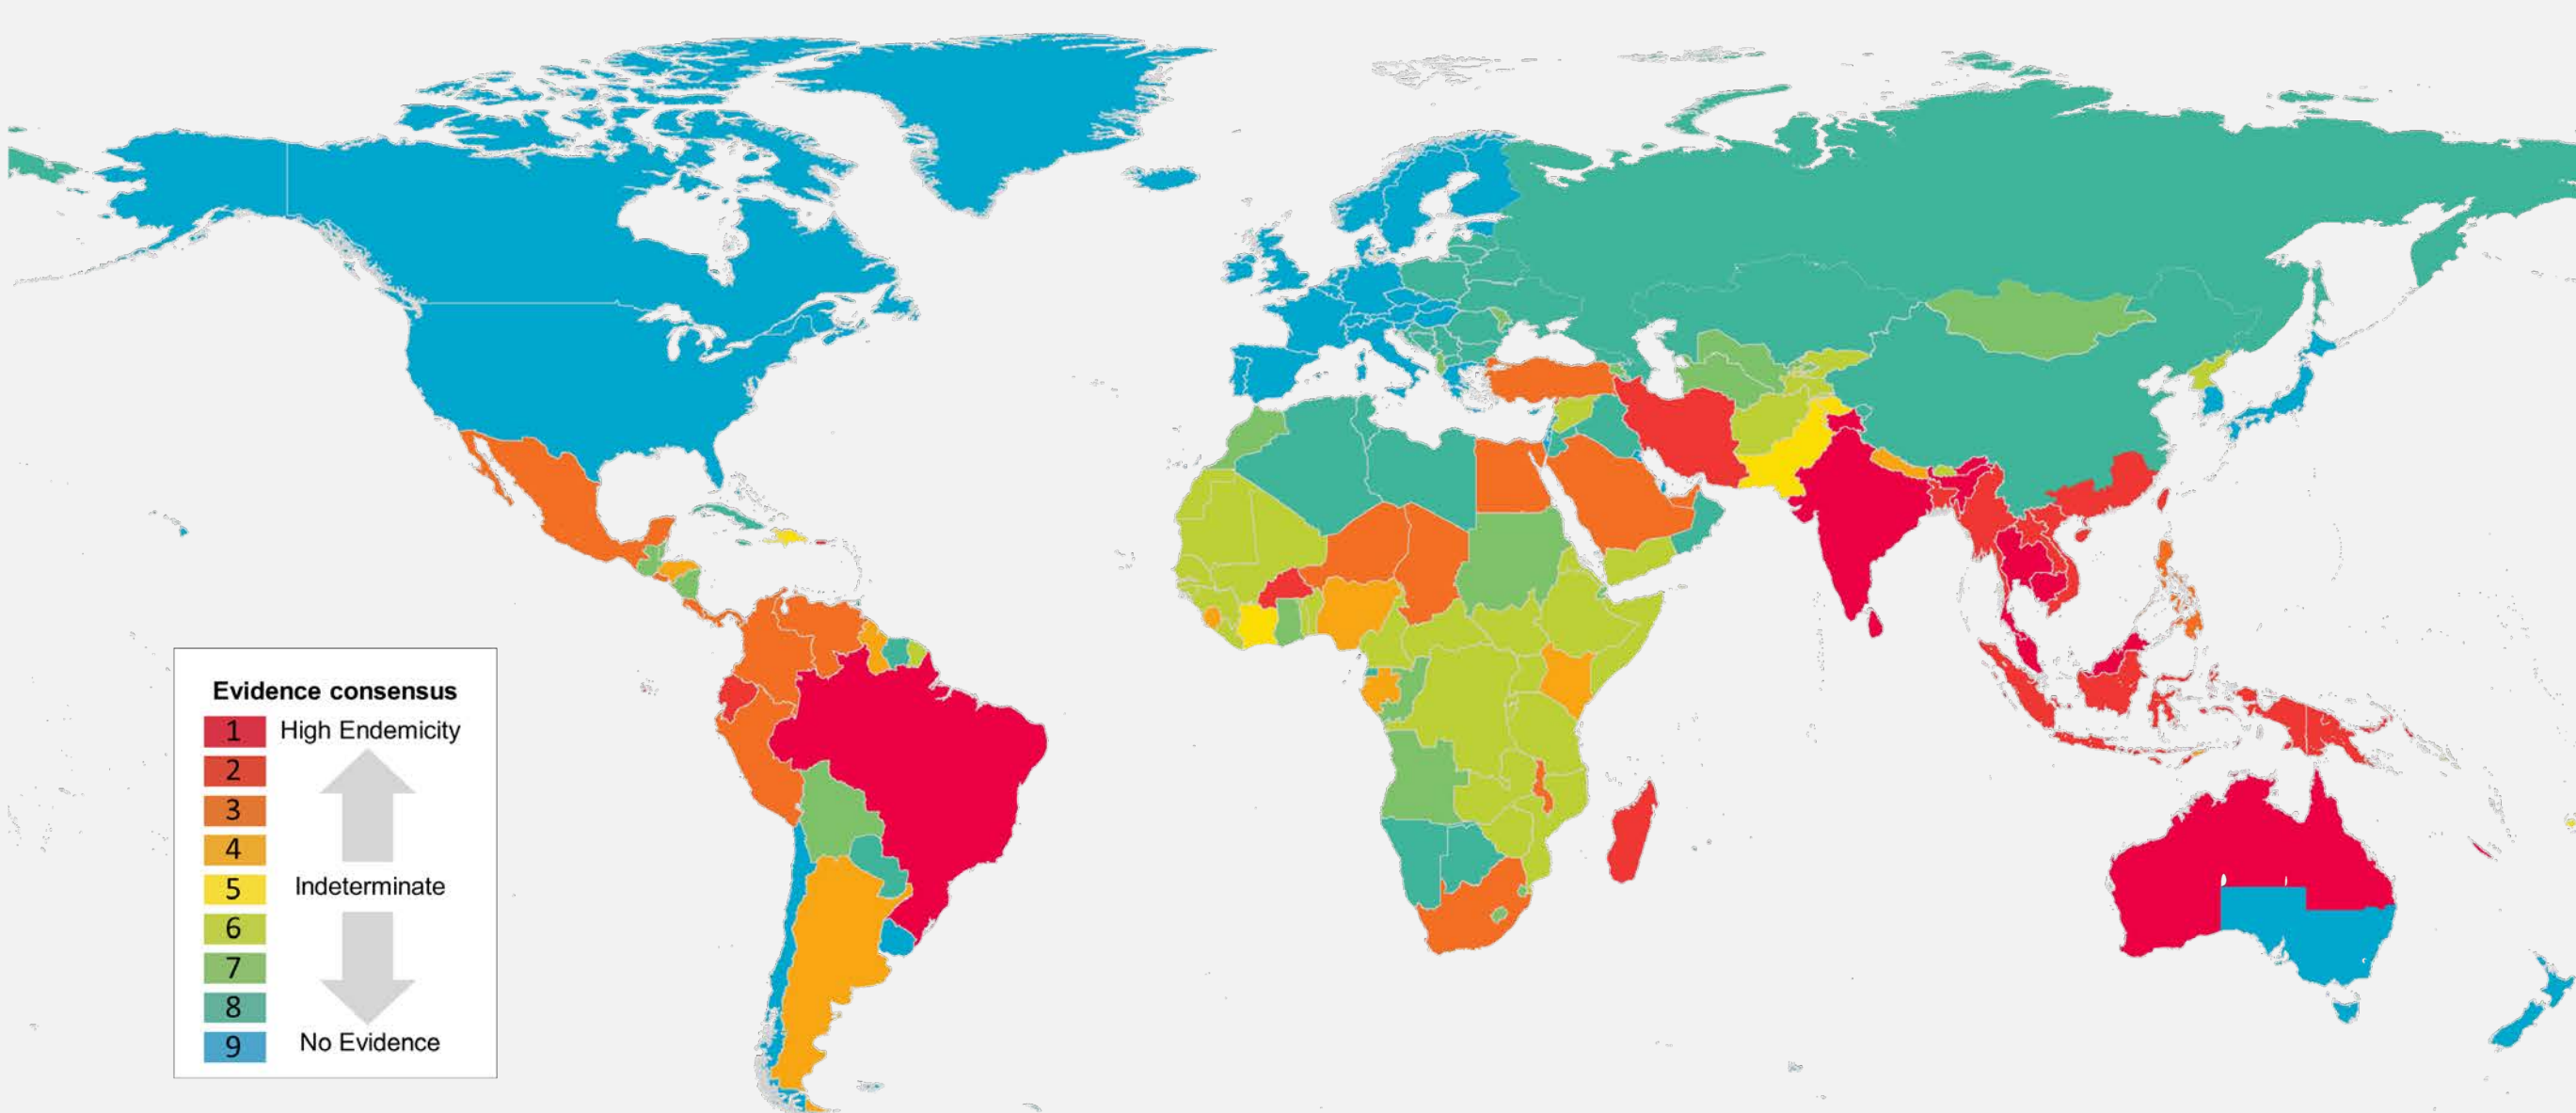 Evidence consensus
1 High Endemicity
2
3
4
5 Indeterminate
6
7
8
9 No Evidence